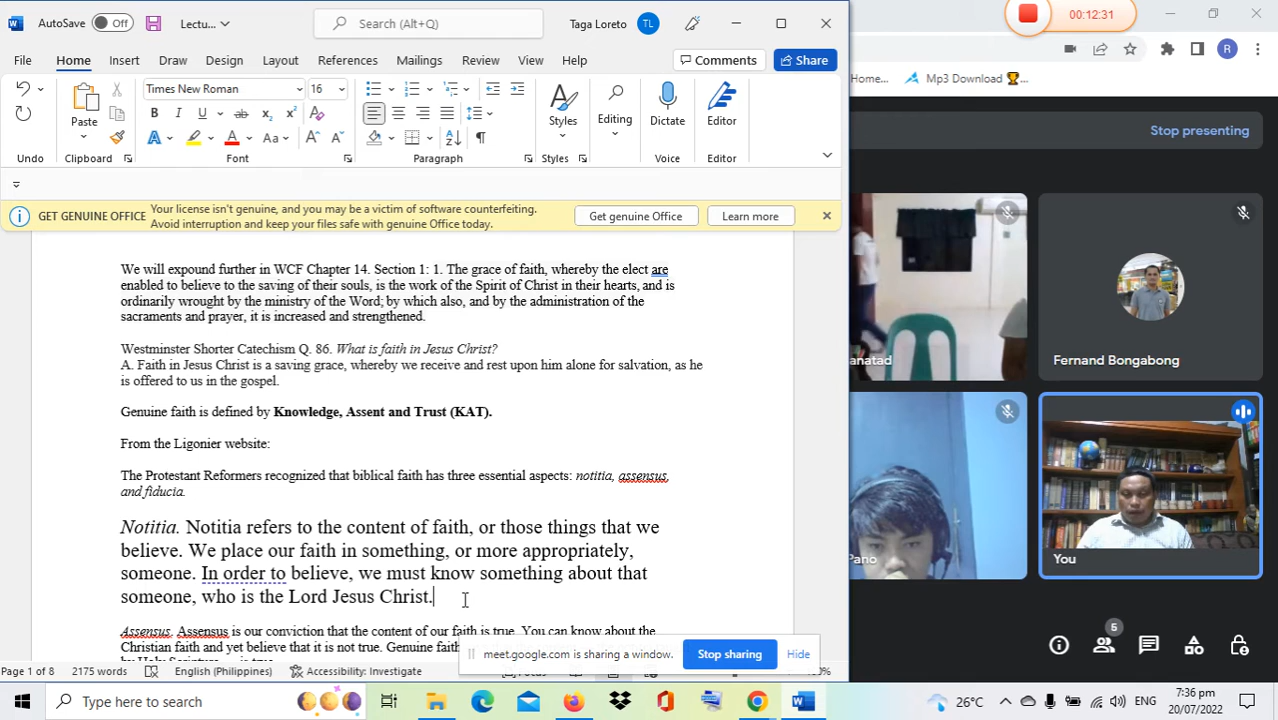 AutoSave
Off
Lectu...
Search (Alt+Q)
Taga Loreto
TL
00:12:31
File
Home
Insert
Draw
Design
Layout
References
Mailings
Review
View
Help
Comments
Share
R
Home...
Mp3 Download 🏆...
Times New Roman
16
Paste
Styles
Editing
Dictate
Editor
Undo
Clipboard
Font
Paragraph
Styles
Voice
Editor
Stop presenting
GET GENUINE OFFICE
Your license isn't genuine, and you may be a victim of software counterfeiting.
Avoid interruption and keep your files safe with genuine Office today.
Get genuine Office
Learn more
We will expound further in WCF Chapter 14. Section 1: 1. The grace of faith, whereby the elect are
enabled to believe to the saving of their souls, is the work of the Spirit of Christ in their hearts, and is
ordinarily wrought by the ministry of the Word; by which also, and by the administration of the
sacraments and prayer, it is increased and strengthened.
Westminster Shorter Catechism Q. 86. What is faith in Jesus Christ?
A. Faith in Jesus Christ is a saving grace, whereby we receive and rest upon him alone for salvation, as he
is offered to us in the gospel.
Genuine faith is defined by Knowledge, Assent and Trust (KAT).
From the Ligonier website:
The Protestant Reformers recognized that biblical faith has three essential aspects: notitia, assensus,
and fiducia.
Notitia. Notitia refers to the content of faith, or those things that we
believe. We place our faith in something, or more appropriately,
someone. In order to believe, we must know something about that
someone, who is the Lord Jesus Christ.
Assensus. Assensus is our conviction that the content of our faith is true. You can know about the
Christian faith and yet believe that it is not true. Genuine fait
anatad
Fernand Bongabong
Pano
You
meet.google.com is sharing a window.
Stop sharing
Hide
5
Page 1 of 8
2175 words
English (Philippines)
Accessibility: Investigate
Type here to search
26°C
7:36 pm
20/07/2022